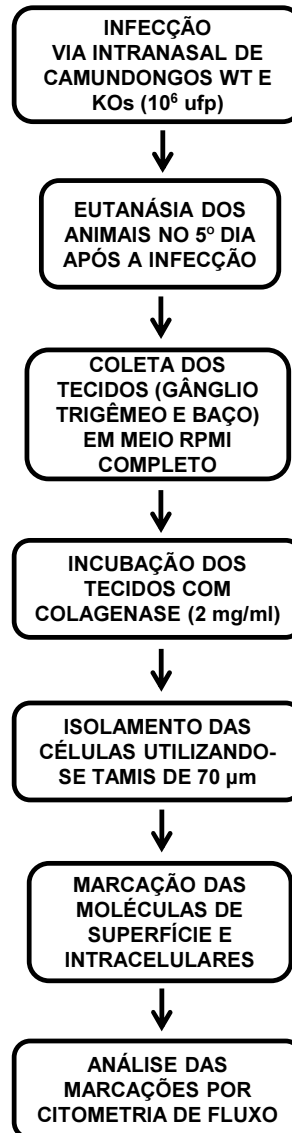 INFECÇÃO
VIA INTRANASAL DE
CAMUNDONGOS WT E
KOs (10⁶ ufp)
EUTANÁSIA DOS
ANIMAIS NO 5º DIA
APÓS A INFECÇÃO
COLETA DOS
TECIDOS (GÂNGLIO
TRIGÊMEO E BAÇO)
EM MEIO RPMI
COMPLETO
INCUBAÇÃO DOS
TECIDOS COM
COLAGENASE (2 mg/ml)
ISOLAMENTO DAS
CÉLULAS UTILIZANDO-
SE TAMIS DE 70 µm
MARCAÇÃO DAS
MOLÉCULAS DE
SUPERFÍCIE E
INTRACELULARES
ANÁLISE DAS
MARCAÇÕES POR
CITOMETRIA DE FLUXO